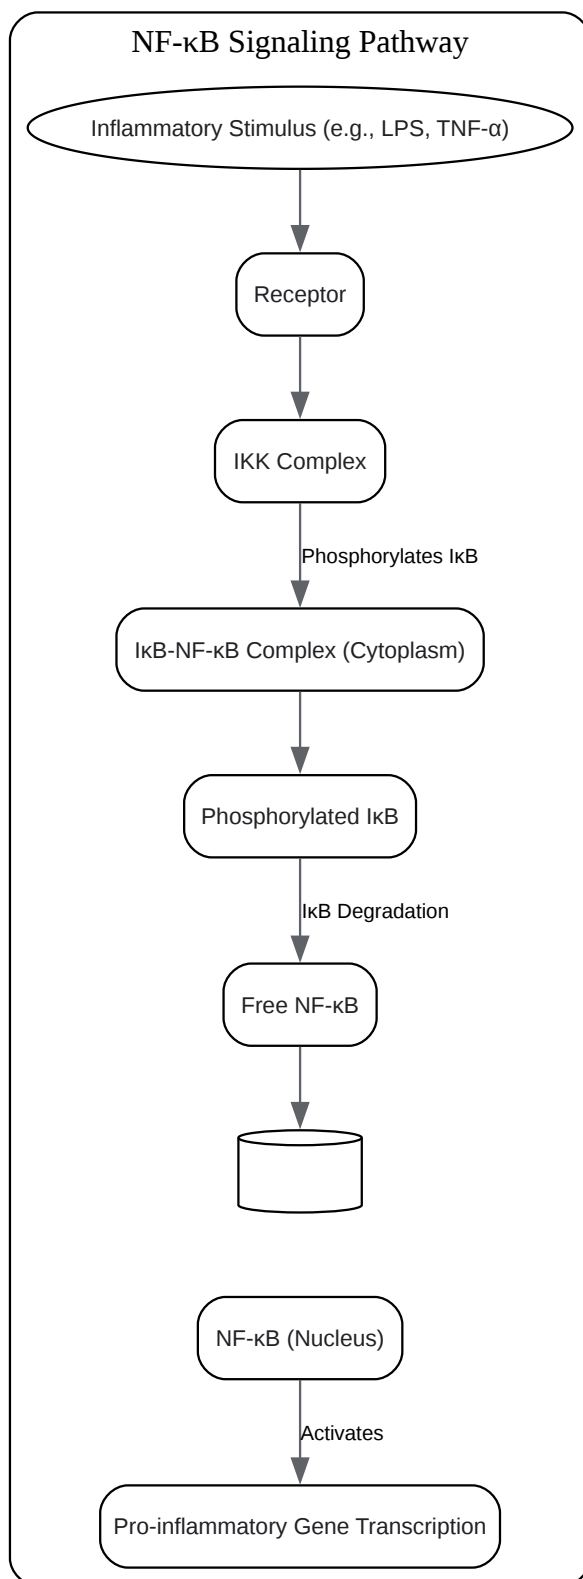 NF-κB Signaling Pathway
Inflammatory Stimulus (e.g., LPS, TNF-α)
Receptor
IKK Complex
Phosphorylates IκB
IκB-NF-κB Complex (Cytoplasm)
Phosphorylated IκB
IκB Degradation
Free NF-κB
NF-κB (Nucleus)
Activates
Pro-inflammatory Gene Transcription